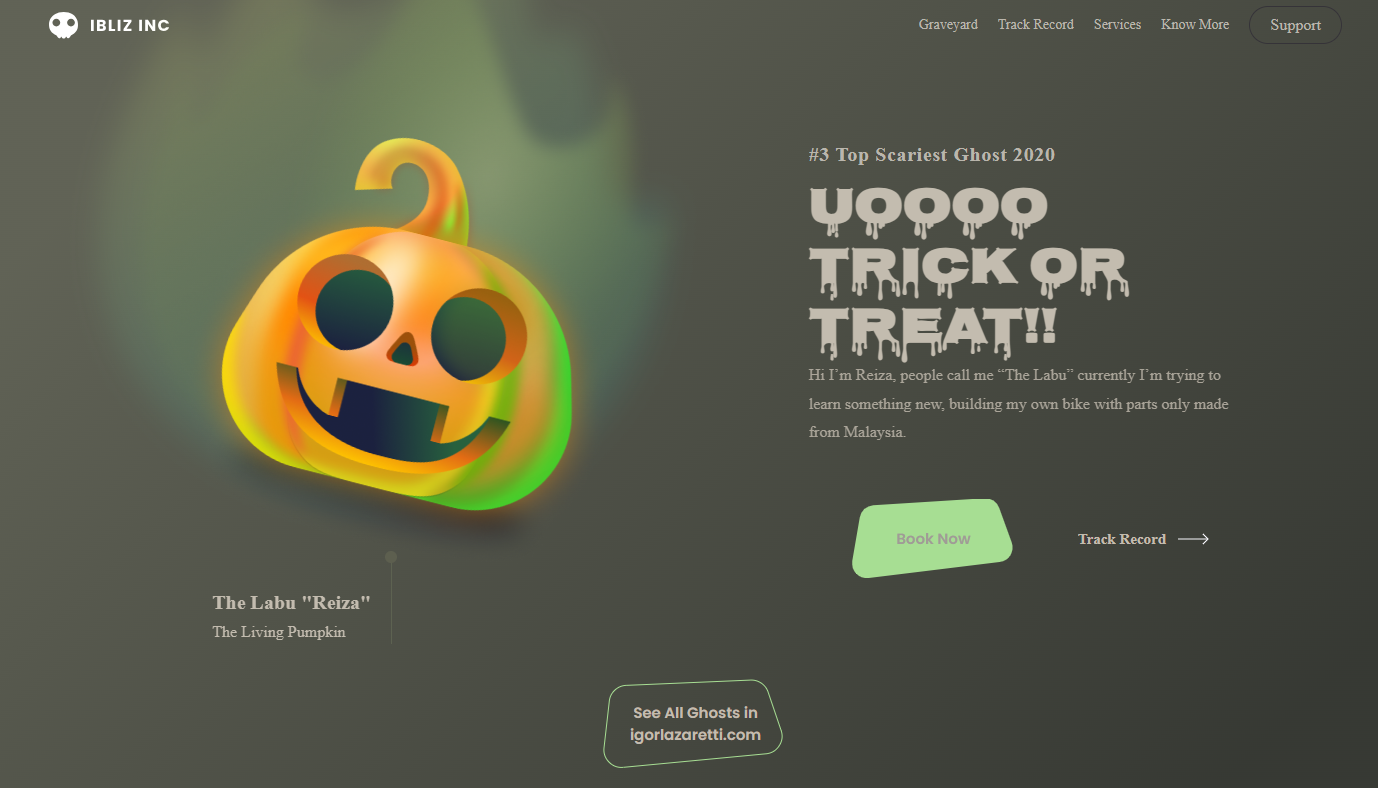 IBLIZ INC
Graveyard
Track Record
Services
Know More
Support
#3 Top Scariest Ghost 2020
UOOOO
TRICK OR
TREAT!!
Hi I’m Reiza, people call me “The Labu” currently I’m trying to
learn something new, building my own bike with parts only made
from Malaysia.
Book Now
Track Record
The Labu "Reiza"
The Living Pumpkin
See All Ghosts in
igorlazaretti.com